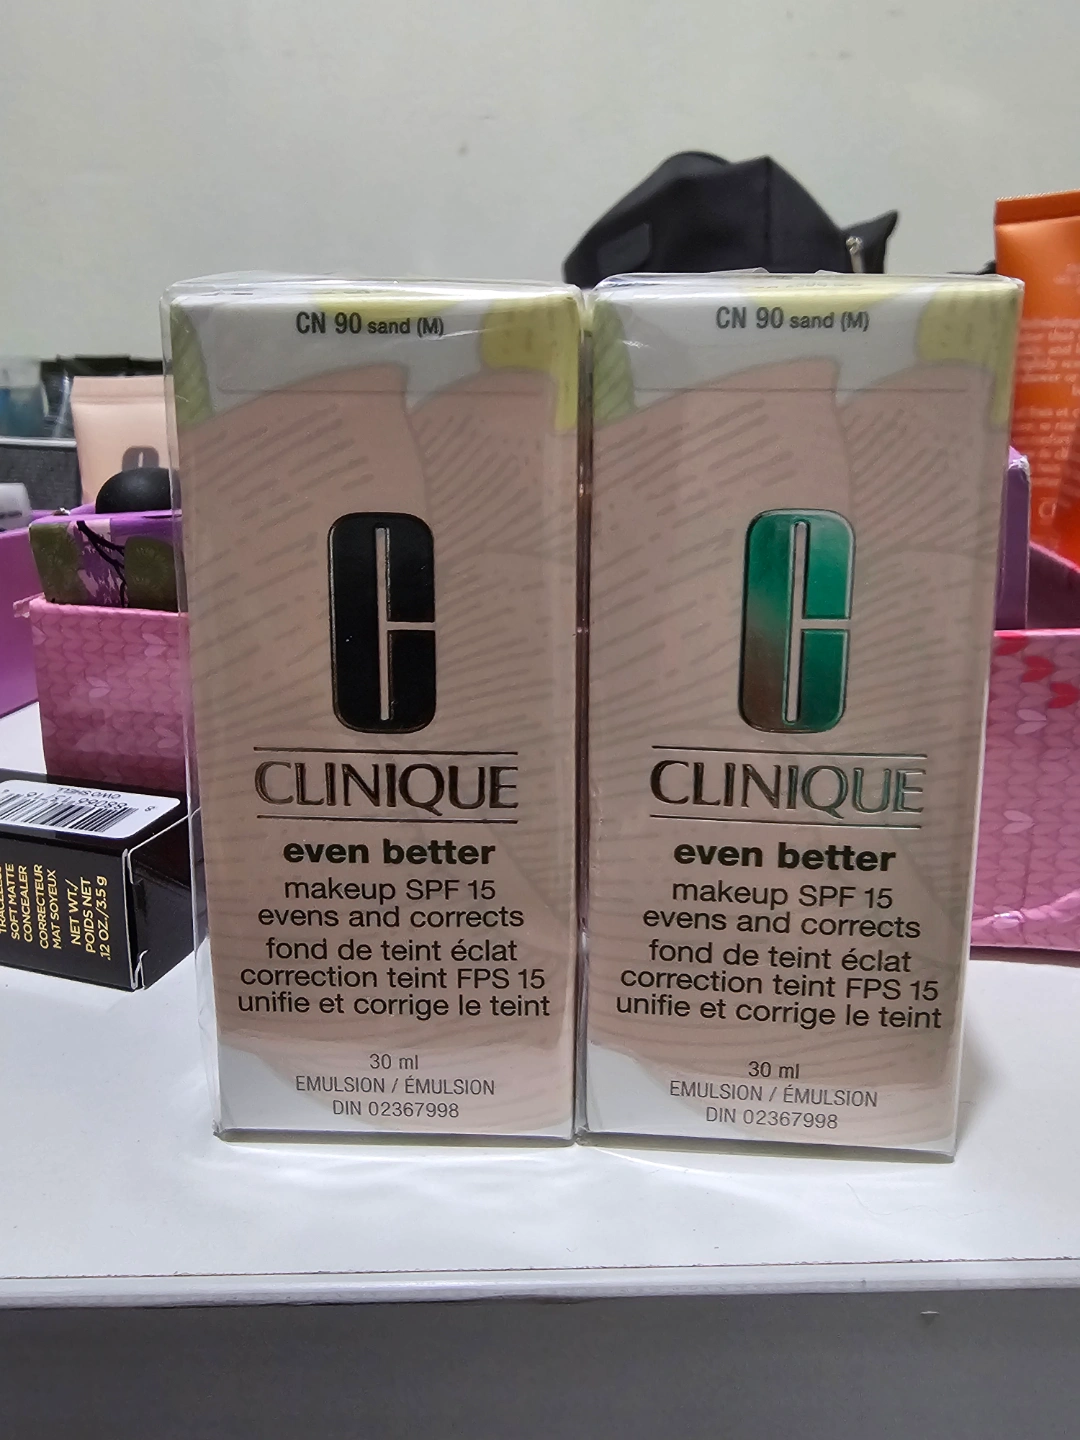 CN 90 sand (M)
C
CLINIQUE
even better
makeup SPF 15
evens and corrects
fond de teint éclat
correction teint FPS 15
unifie et corrige le teint
30 ml
EMULSION / ÉMULSION
DIN 02367998
CN 90 sand (M)
C
CLINIQUE
even better
makeup SPF 15
evens and corrects
fond de teint éclat
correction teint FPS 15
unifie et corrige le teint
30 ml
EMULSION / ÉMULSION
DIN 02367998
SOFT MATTE
CONCEALER
CORRECTEUR
MAT SOYEUX
NET WT./
POIDS NET
.12 OZ./3.5 g